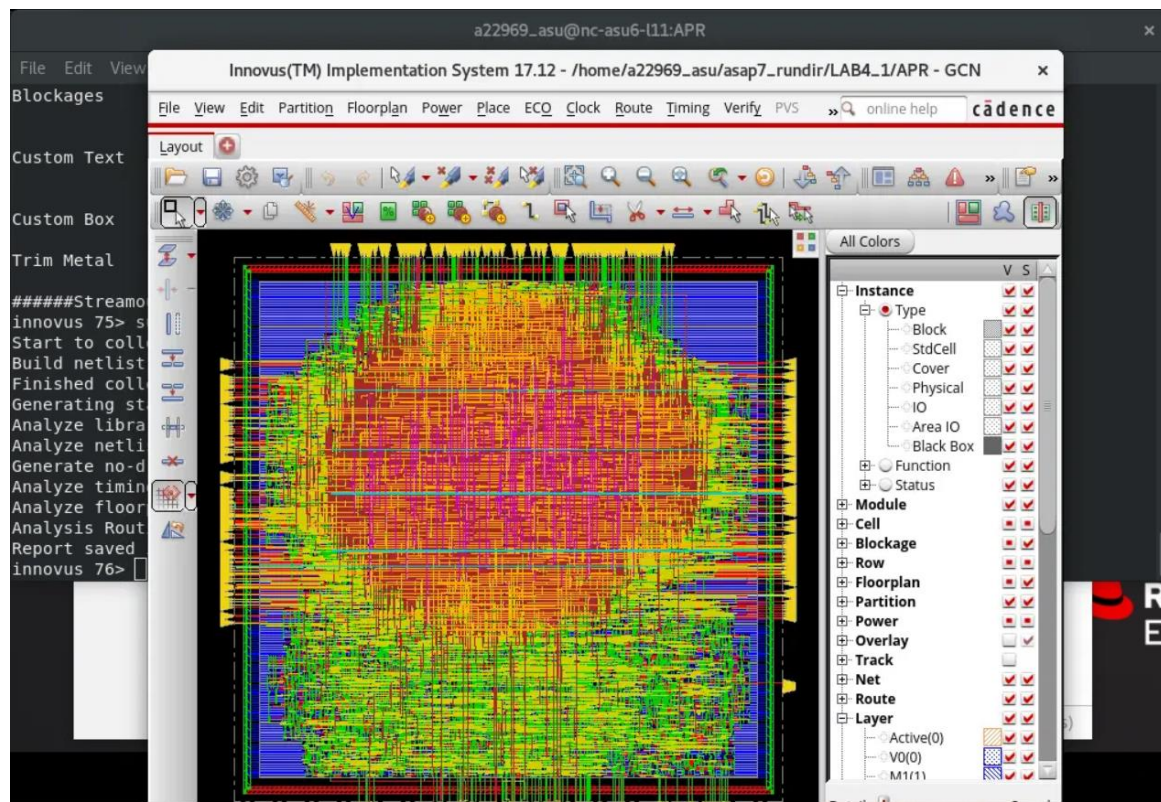 a22969_asu@nc-asu6-l11:APR
File Edit View
Blockages
Custom Text
Custom Box
Trim Metal
######Streamou
innovus 75> s
Start to coll
Build netlist
Finished coll
Generating sta
Analyze libra
Analyze netli
Generate no-d
Analyze timin
Analyze floor
Analysis Rout
Report saved
innovus 76>
Innovus(TM) Implementation System 17.12 - /home/a22969_asu/asap7_rundir/LAB4_1/APR - GCN
File View Edit Partition Floorplan Power Place ECO Clock Route Timing Verify PVS » online help cādence
Layout
All Colors
V S
Instance
Type
Block
StdCell
Cover
Physical
IO
Area IO
Black Box
Function
Status
Module
Cell
Blockage
Row
Floorplan
Partition
Power
Overlay
Track
Net
Route
Layer
Active(0)
V0(0)
M1(1)
R
E
s)